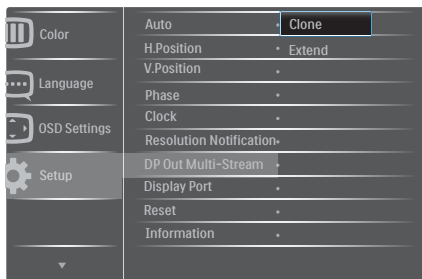 Color
Language
OSD Settings
Setup
Auto
H.Position
V.Position
Phase
Clock
Resolution Notification
DP Out Multi-Stream
Display Port
Reset
Information
Clone
Extend